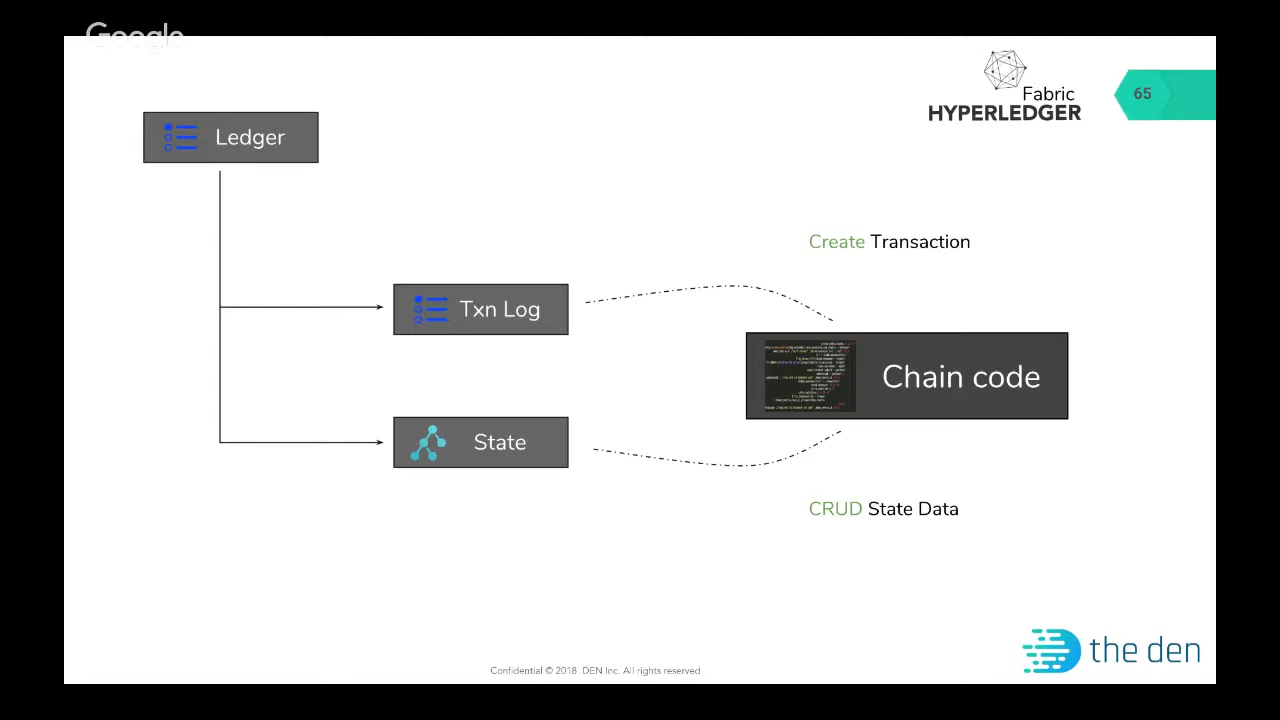 Google
Fabric
HYPERLEDGER
65
Ledger
Create Transaction
Txn Log
Chain code
State
CRUD State Data
the den
Confidential © 2018 DEN Inc. All rights reserved